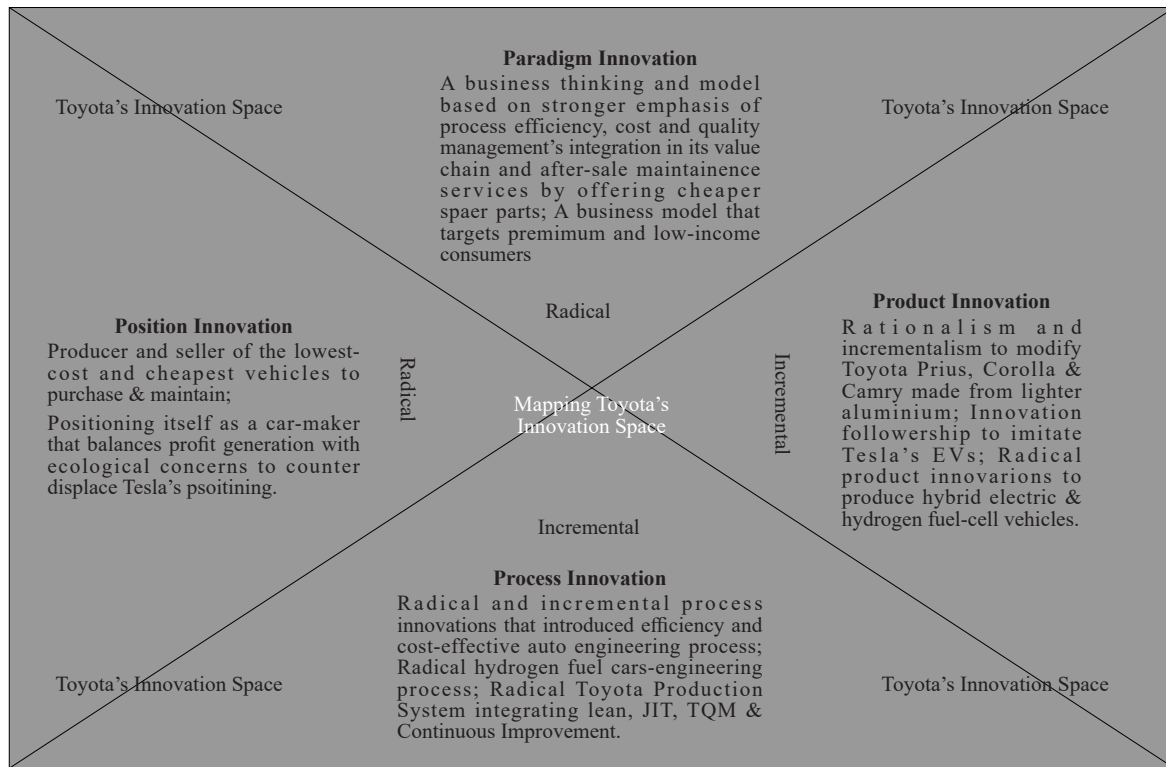 Paradigm Innovation
A business thinking and model
based on stronger emphasis of
process efficiency, cost and quality
management's integration in its value
chain and after-sale maintainence
services by offering cheaper
spaer parts; A business model that
targets premimum and low-income
consumers
Toyota's Innovation Space
Toyota's Innovation Space
Radical
Position Innovation
Producer and seller of the lowest-
cost and cheapest vehicles to
purchase & maintain;
Positioning itself as a car-maker
that balances profit generation with
ecological concerns to counter
displace Tesla's psoitining.
Radical
Mapping Toyota's
Innovation Space
Incremental
Product Innovation
Rationalism and
incrementalism to modify
Toyota Prius, Corolla &
Camry made from lighter
aluminium; Innovation
followership to imitate
Tesla's EVs; Radical
product innovarions to
produce hybrid electric &
hydrogen fuel-cell vehicles.
Incremental
Process Innovation
Radical and incremental process
innovations that introduced efficiency and
cost-effective auto engineering process;
Radical hydrogen fuel cars-engineering
process; Radical Toyota Production
System integrating lean, JIT, TQM &
Continuous Improvement.
Toyota's Innovation Space
Toyota's Innovation Space